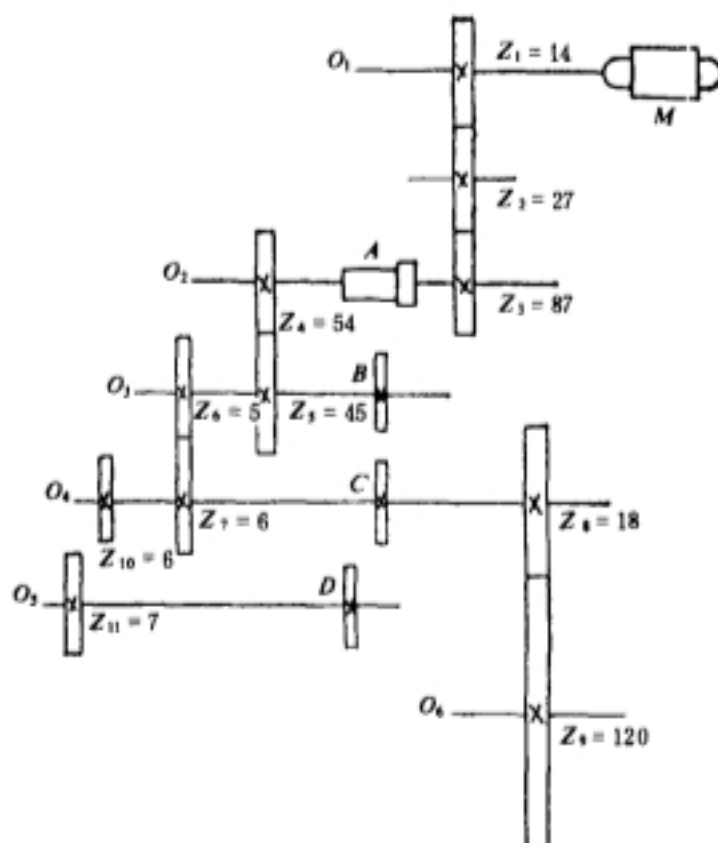 O₁
Z₁ = 14
M
Z₂ = 27
O₂
A
Z₃ = 87
Z₄ = 54
O₃
Z₆ = 5
Z₅ = 45
B
O₄
C
Z₁₀ = 6
Z₇ = 6
Z₈ = 18
O₅
Z₁₁ = 7
D
O₆
Z₉ = 120